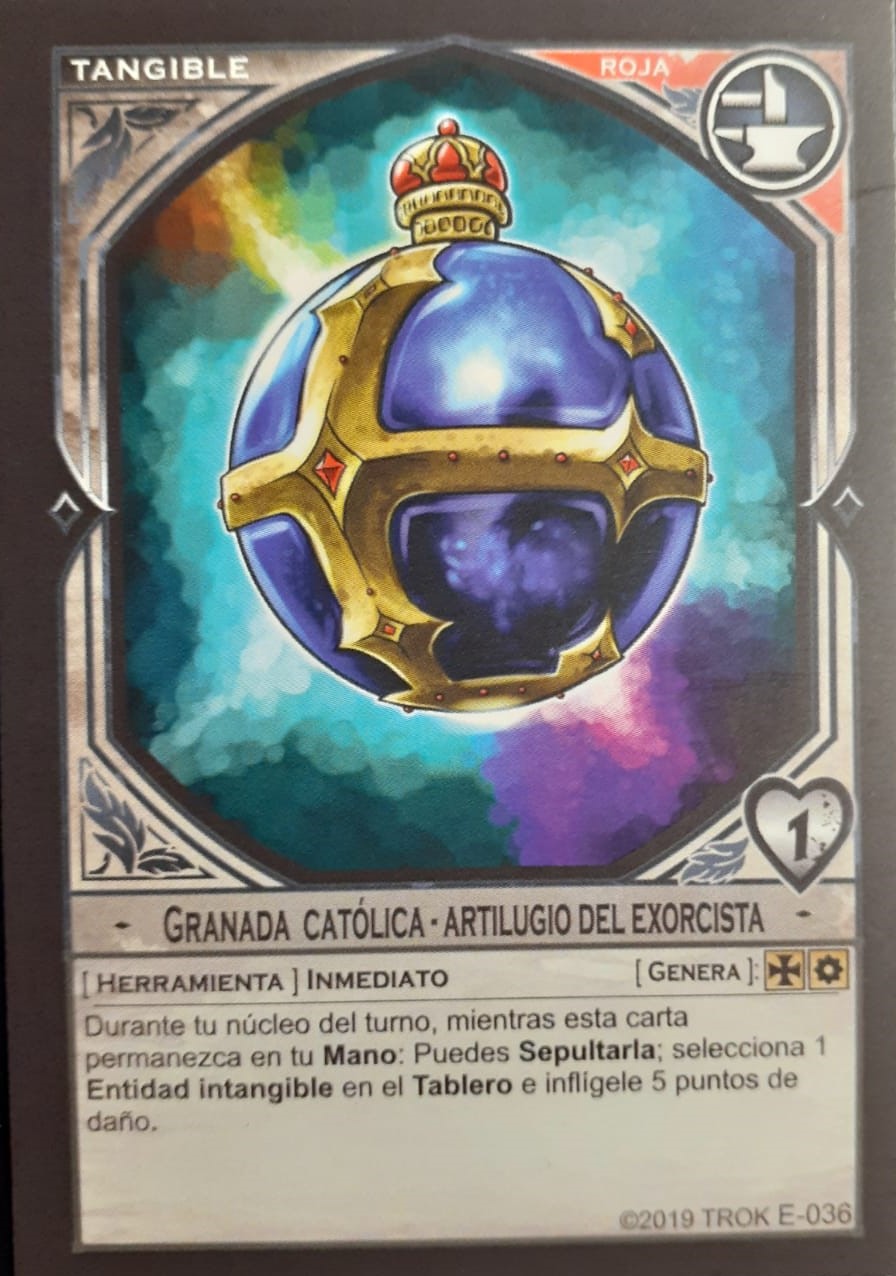 TANGIBLE
ROJA
1
GRANADA CATÓLICA · ARTILUGIO DEL EXORCISTA
[ HERRAMIENTA ] INMEDIATO [ GENERA ]:
Durante tu núcleo del turno, mientras esta carta
permanezca en tu Mano: Puedes Sepultarla; selecciona 1
Entidad intangible en el Tablero e inflígele 5 puntos de
daño.
©2019 TROK E-036